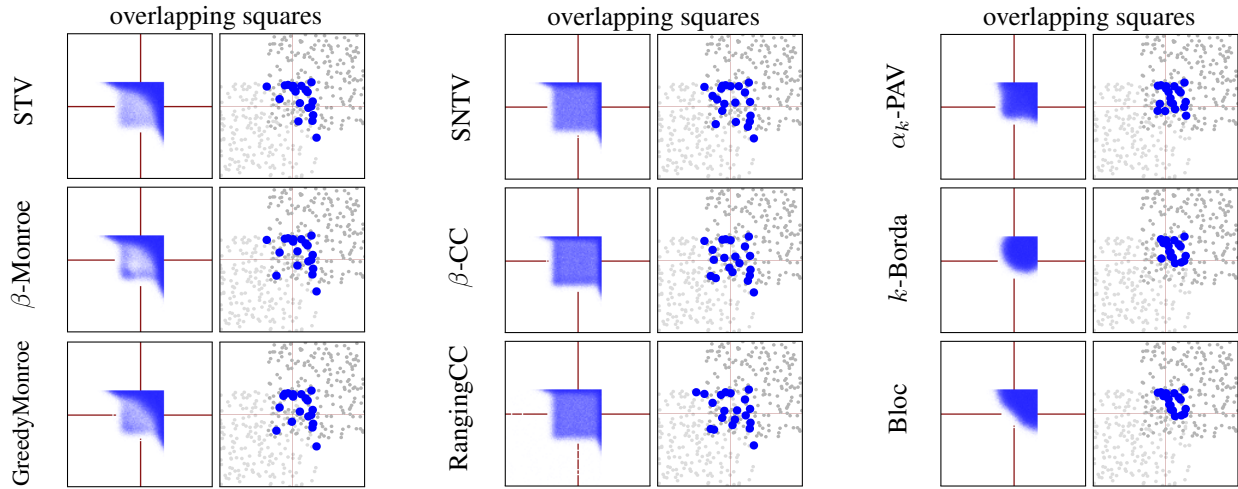 overlapping squares
STV
β-Monroe
GreedyMonroe
overlapping squares
SNTV
β-CC
RangingCC
overlapping squares
αₖ-PAV
k-Borda
Bloc